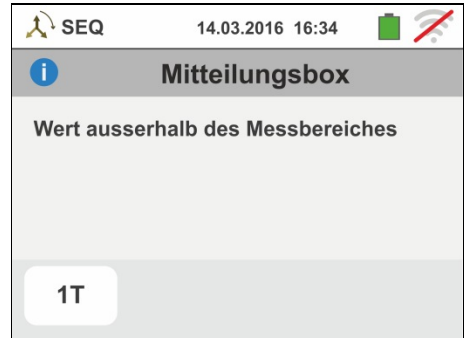 SEQ 14.03.2016 16:34
i Mitteilungsbox
Wert ausserhalb des Messbereiches
1T